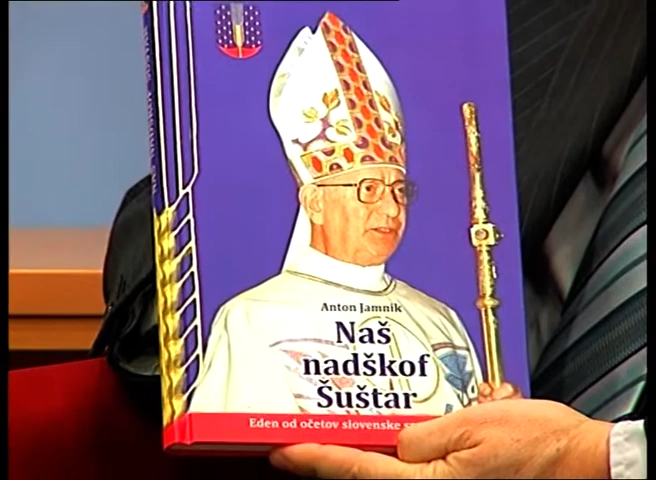 Anton Jamnik
Naš
nadškof
Šuštar
Eden od očetov slovenske